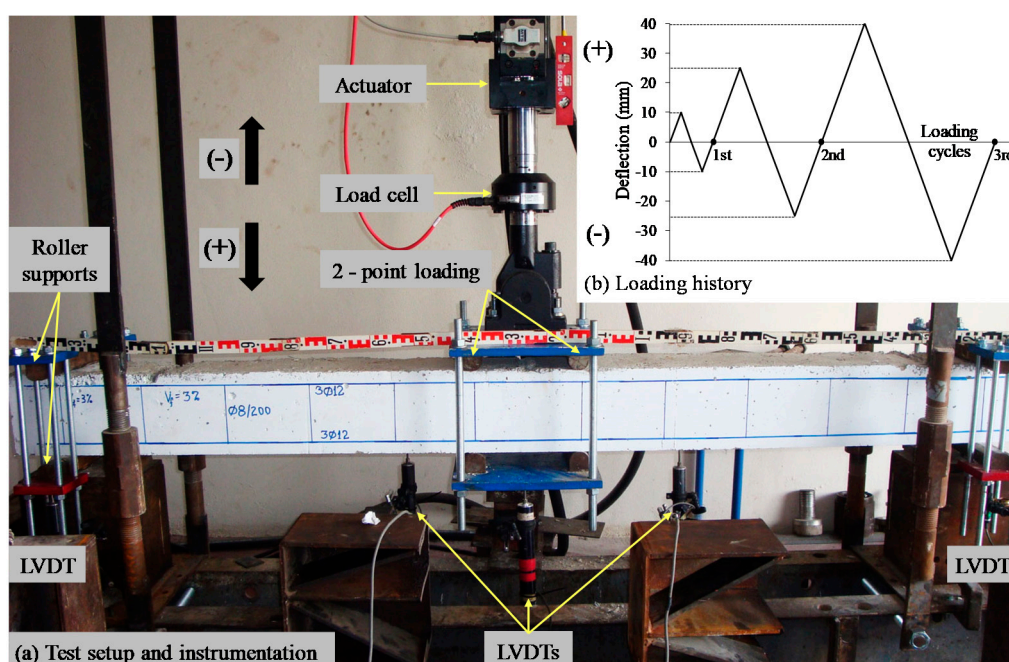 Actuator
(-)
Load cell
(+)
2 - point loading
Roller
supports
Vf = 3%
Ø8/200
3Ø12
3Ø12
LVDT
LVDT
LVDTs
(a) Test setup and instrumentation
(+)
(-)
Deflection (mm)
40
30
20
10
0
-10
-20
-30
-40
1st
2nd
3rd
Loading
cycles
(b) Loading history